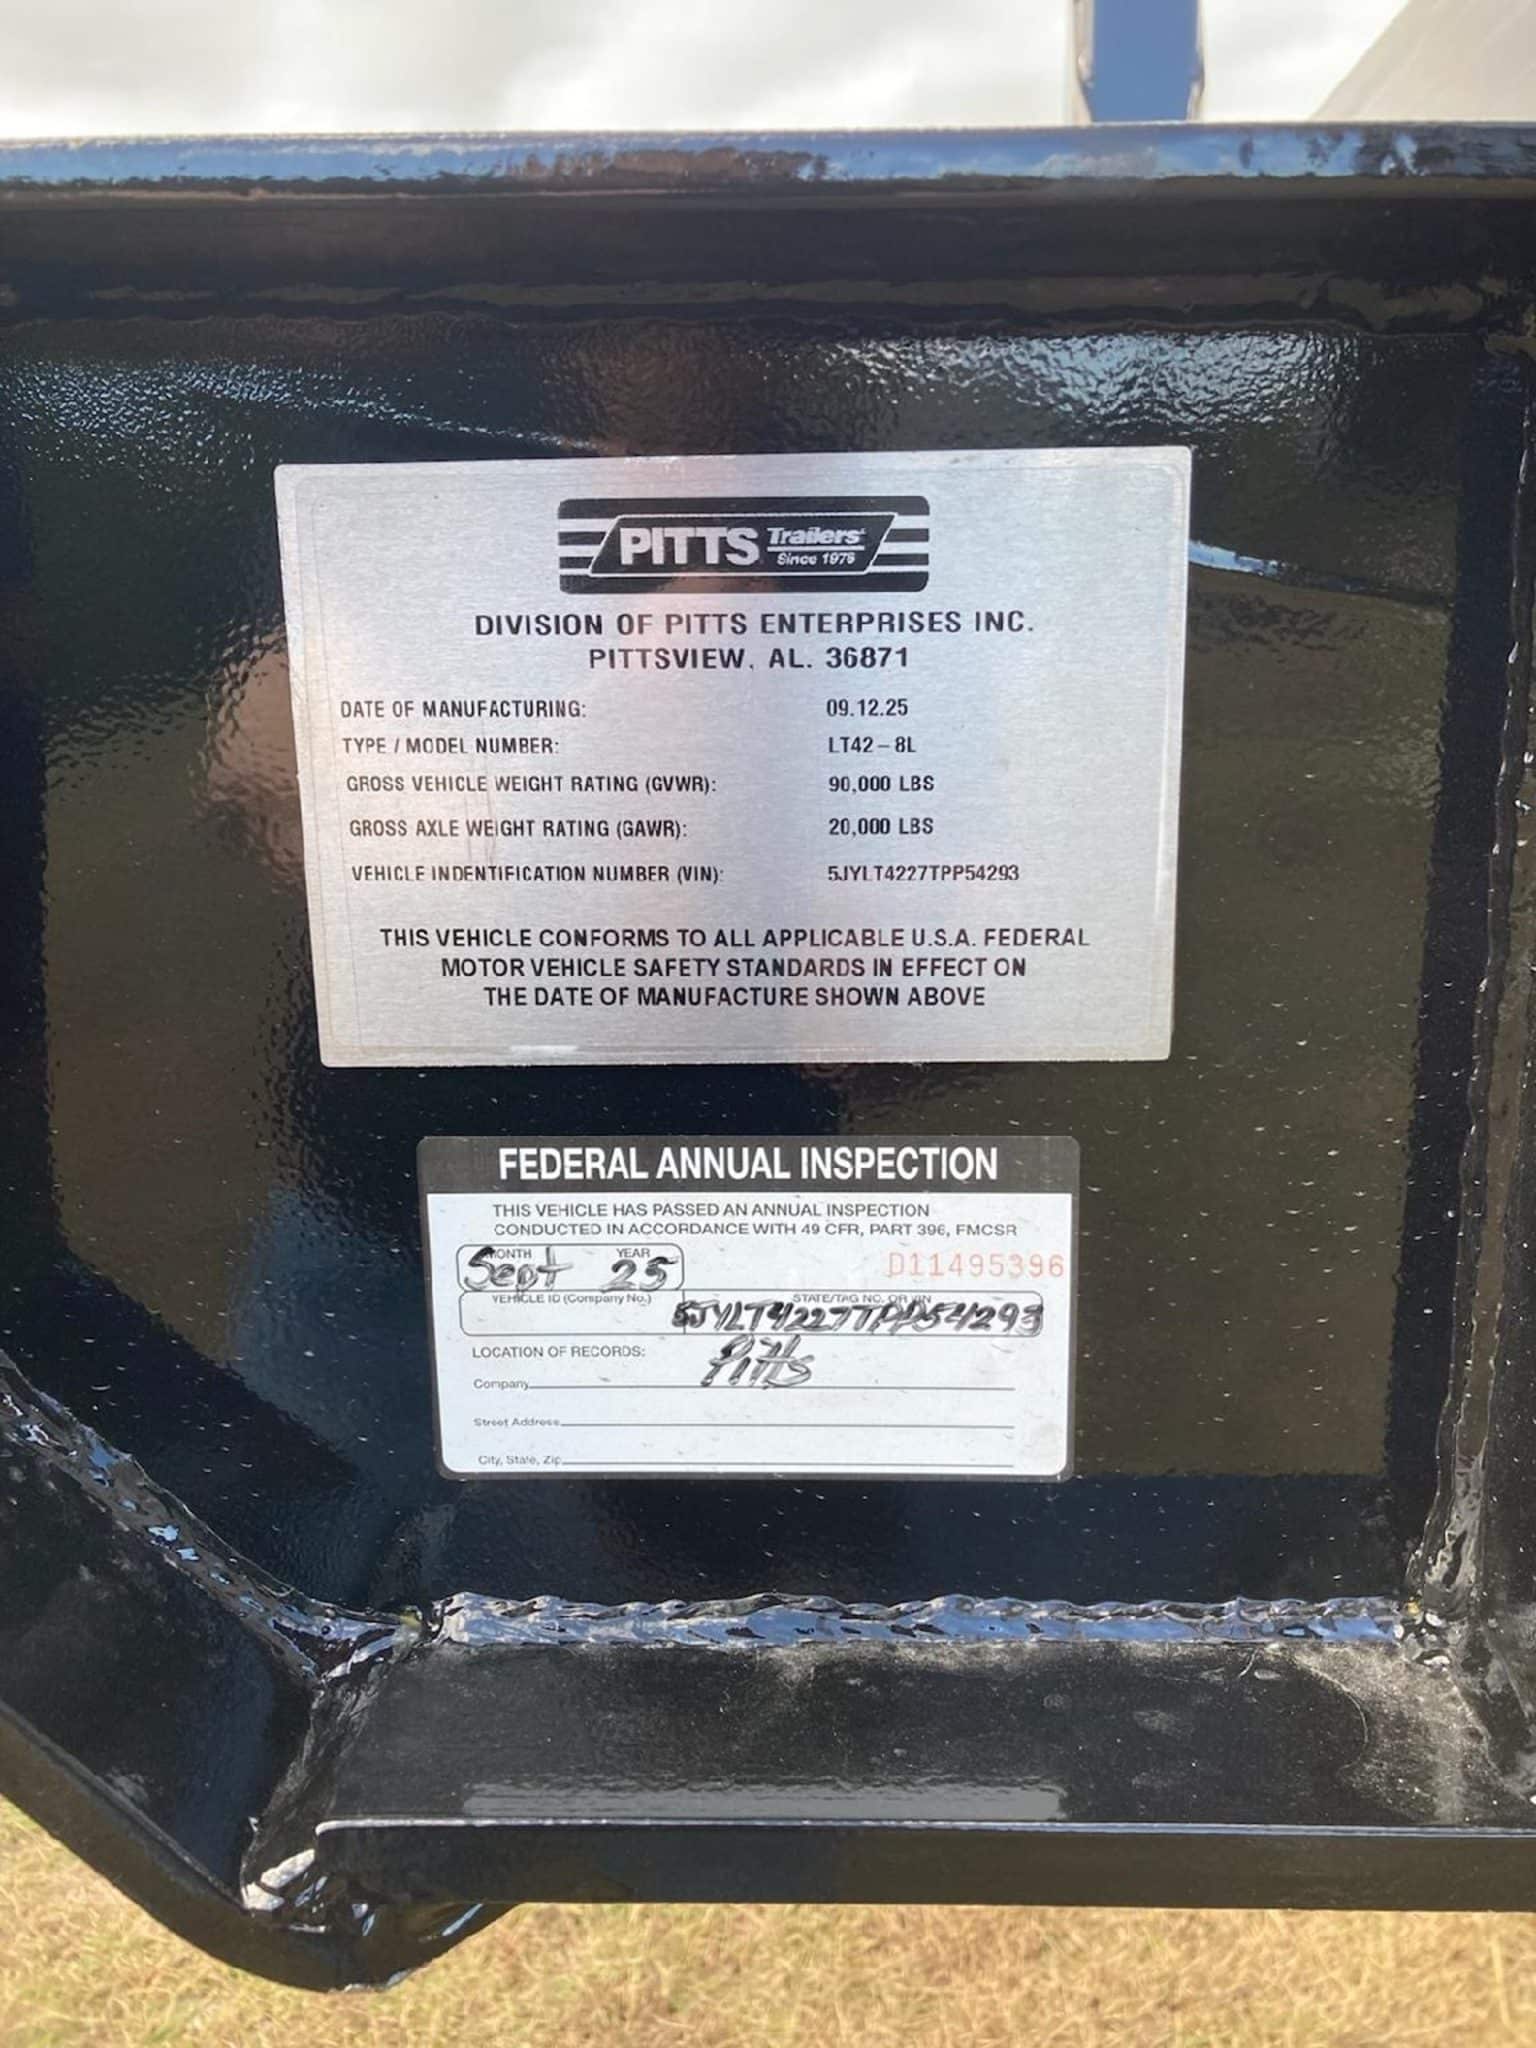 PITTS Trailers
Since 1976
DIVISION OF PITTS ENTERPRISES INC.
PITTSVIEW, AL. 36871
DATE OF MANUFACTURING: 09.12.25
TYPE / MODEL NUMBER: LT42 – 8L
GROSS VEHICLE WEIGHT RATING (GVWR): 90,000 LBS
GROSS AXLE WEIGHT RATING (GAWR): 20,000 LBS
VEHICLE INDENTIFICATION NUMBER (VIN): 5JYLT4227TPP54293
THIS VEHICLE CONFORMS TO ALL APPLICABLE U.S.A. FEDERAL
MOTOR VEHICLE SAFETY STANDARDS IN EFFECT ON
THE DATE OF MANUFACTURE SHOWN ABOVE
FEDERAL ANNUAL INSPECTION
THIS VEHICLE HAS PASSED AN ANNUAL INSPECTION
CONDUCTED IN ACCORDANCE WITH 49 CFR, PART 396, FMCSR
MONTH YEAR
Sept 25 D11495396
VEHICLE ID (Company No.) STATE/TAG NO. OR VIN
5JYLT4227TPP54293
LOCATION OF RECORDS: Pitts
Company
Street Address
City, State, Zip